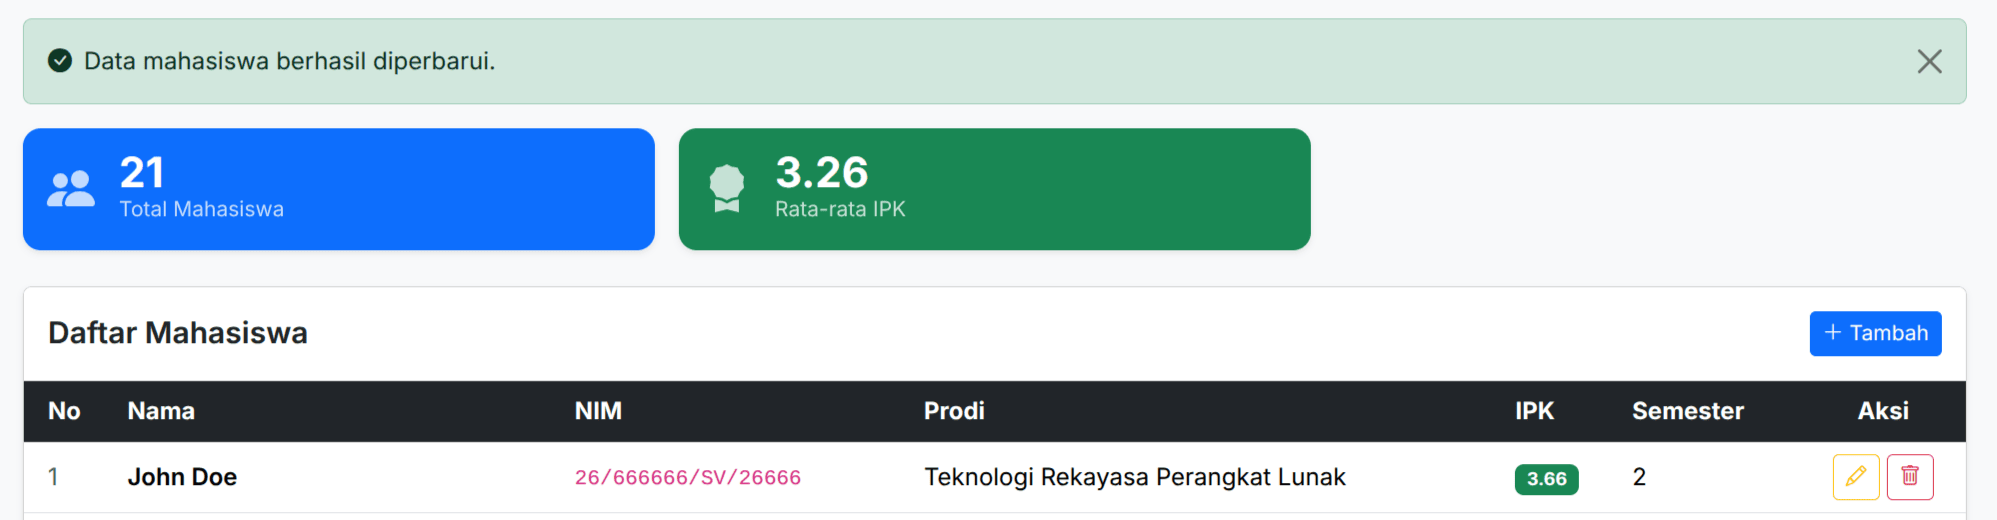 Data mahasiswa berhasil diperbarui.
21
Total Mahasiswa
3.26
Rata-rata IPK
Daftar Mahasiswa
+ Tambah
No Nama NIM Prodi IPK Semester Aksi
1 John Doe 26/666666/SV/26666 Teknologi Rekayasa Perangkat Lunak 3.66 2